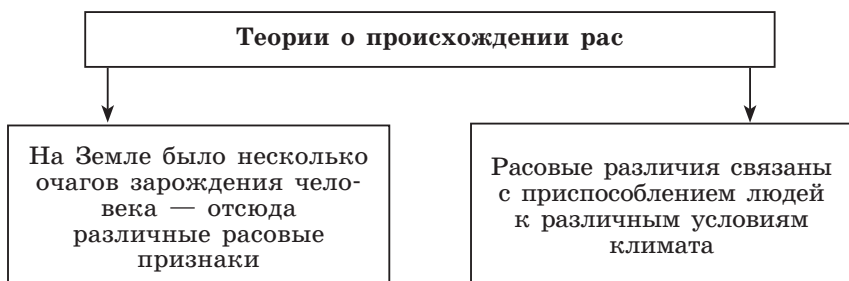 Теории о происхождении рас
На Земле было несколько
очагов зарождения чело-
века — отсюда
различные расовые
признаки
Расовые различия связаны
с приспособлением людей
к различным условиям
климата